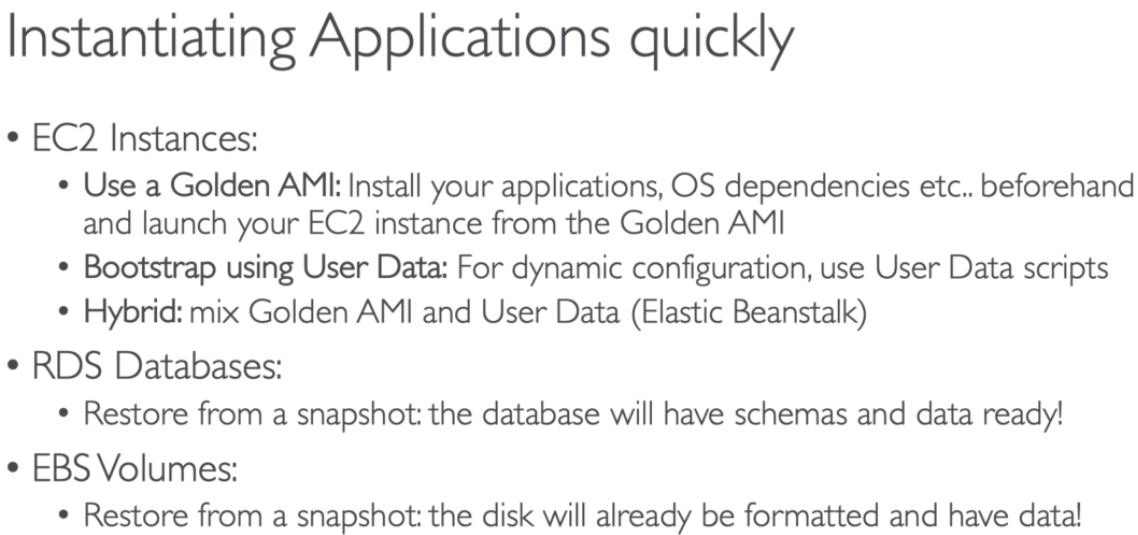 Instantiating Applications quickly
• EC2 Instances:
• Use a Golden AMI: Install your applications, OS dependencies etc.. beforehand
and launch your EC2 instance from the Golden AMI
• Bootstrap using User Data: For dynamic configuration, use User Data scripts
• Hybrid: mix Golden AMI and User Data (Elastic Beanstalk)
• RDS Databases:
• Restore from a snapshot: the database will have schemas and data ready!
• EBS Volumes:
• Restore from a snapshot: the disk will already be formatted and have data!